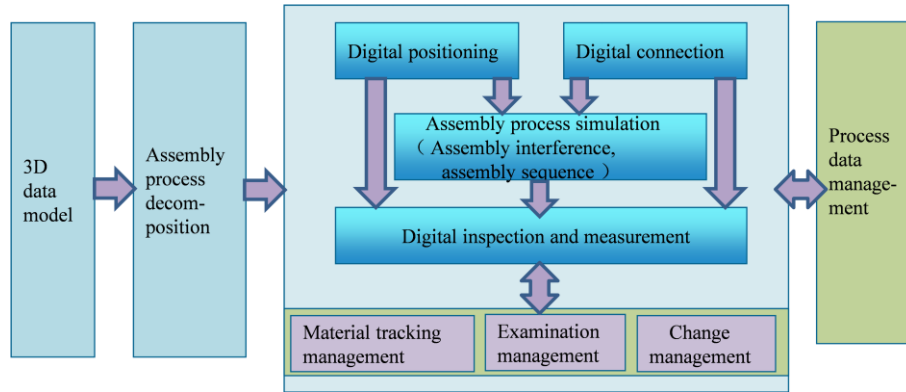 3D
data
model
Assembly
process
decom-
position
Digital positioning
Digital connection
Assembly process simulation
( Assembly interference,
assembly sequence )
Digital inspection and measurement
Material tracking
management
Examination
management
Change
management
Process
data
manage-
ment